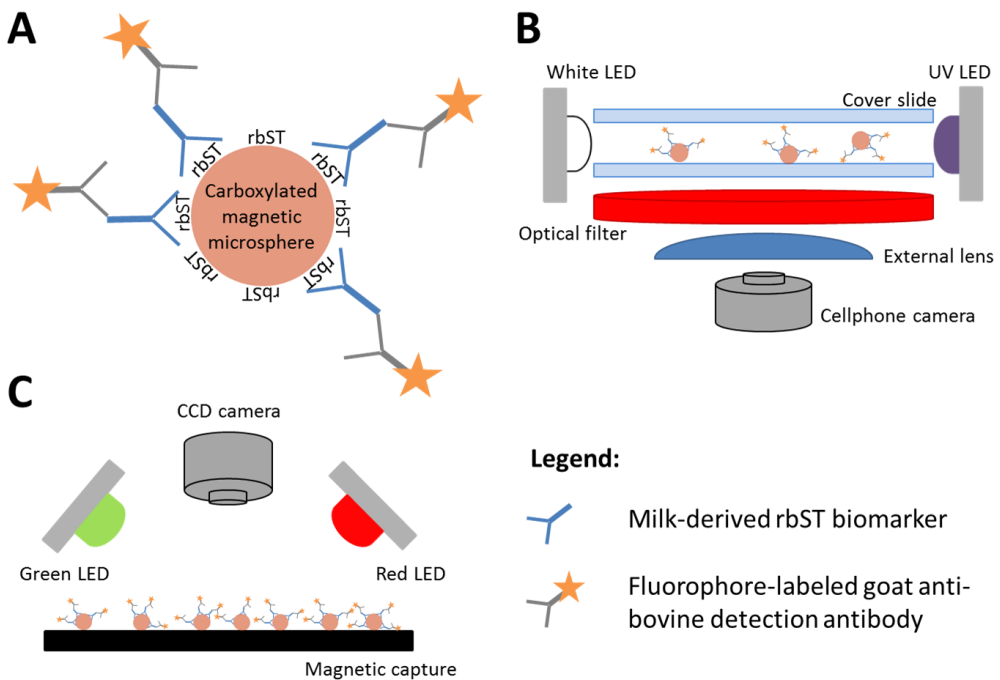 A
rbST
rbST
rbST
rbST
rbST
rbST
rbST
rbST
Carboxylated
magnetic
microsphere
B
White LED
UV LED
Cover slide
Optical filter
External lens
Cellphone camera
C
CCD camera
Green LED
Red LED
Magnetic capture
Legend:
Milk-derived rbST biomarker
Fluorophore-labeled goat anti-
bovine detection antibody